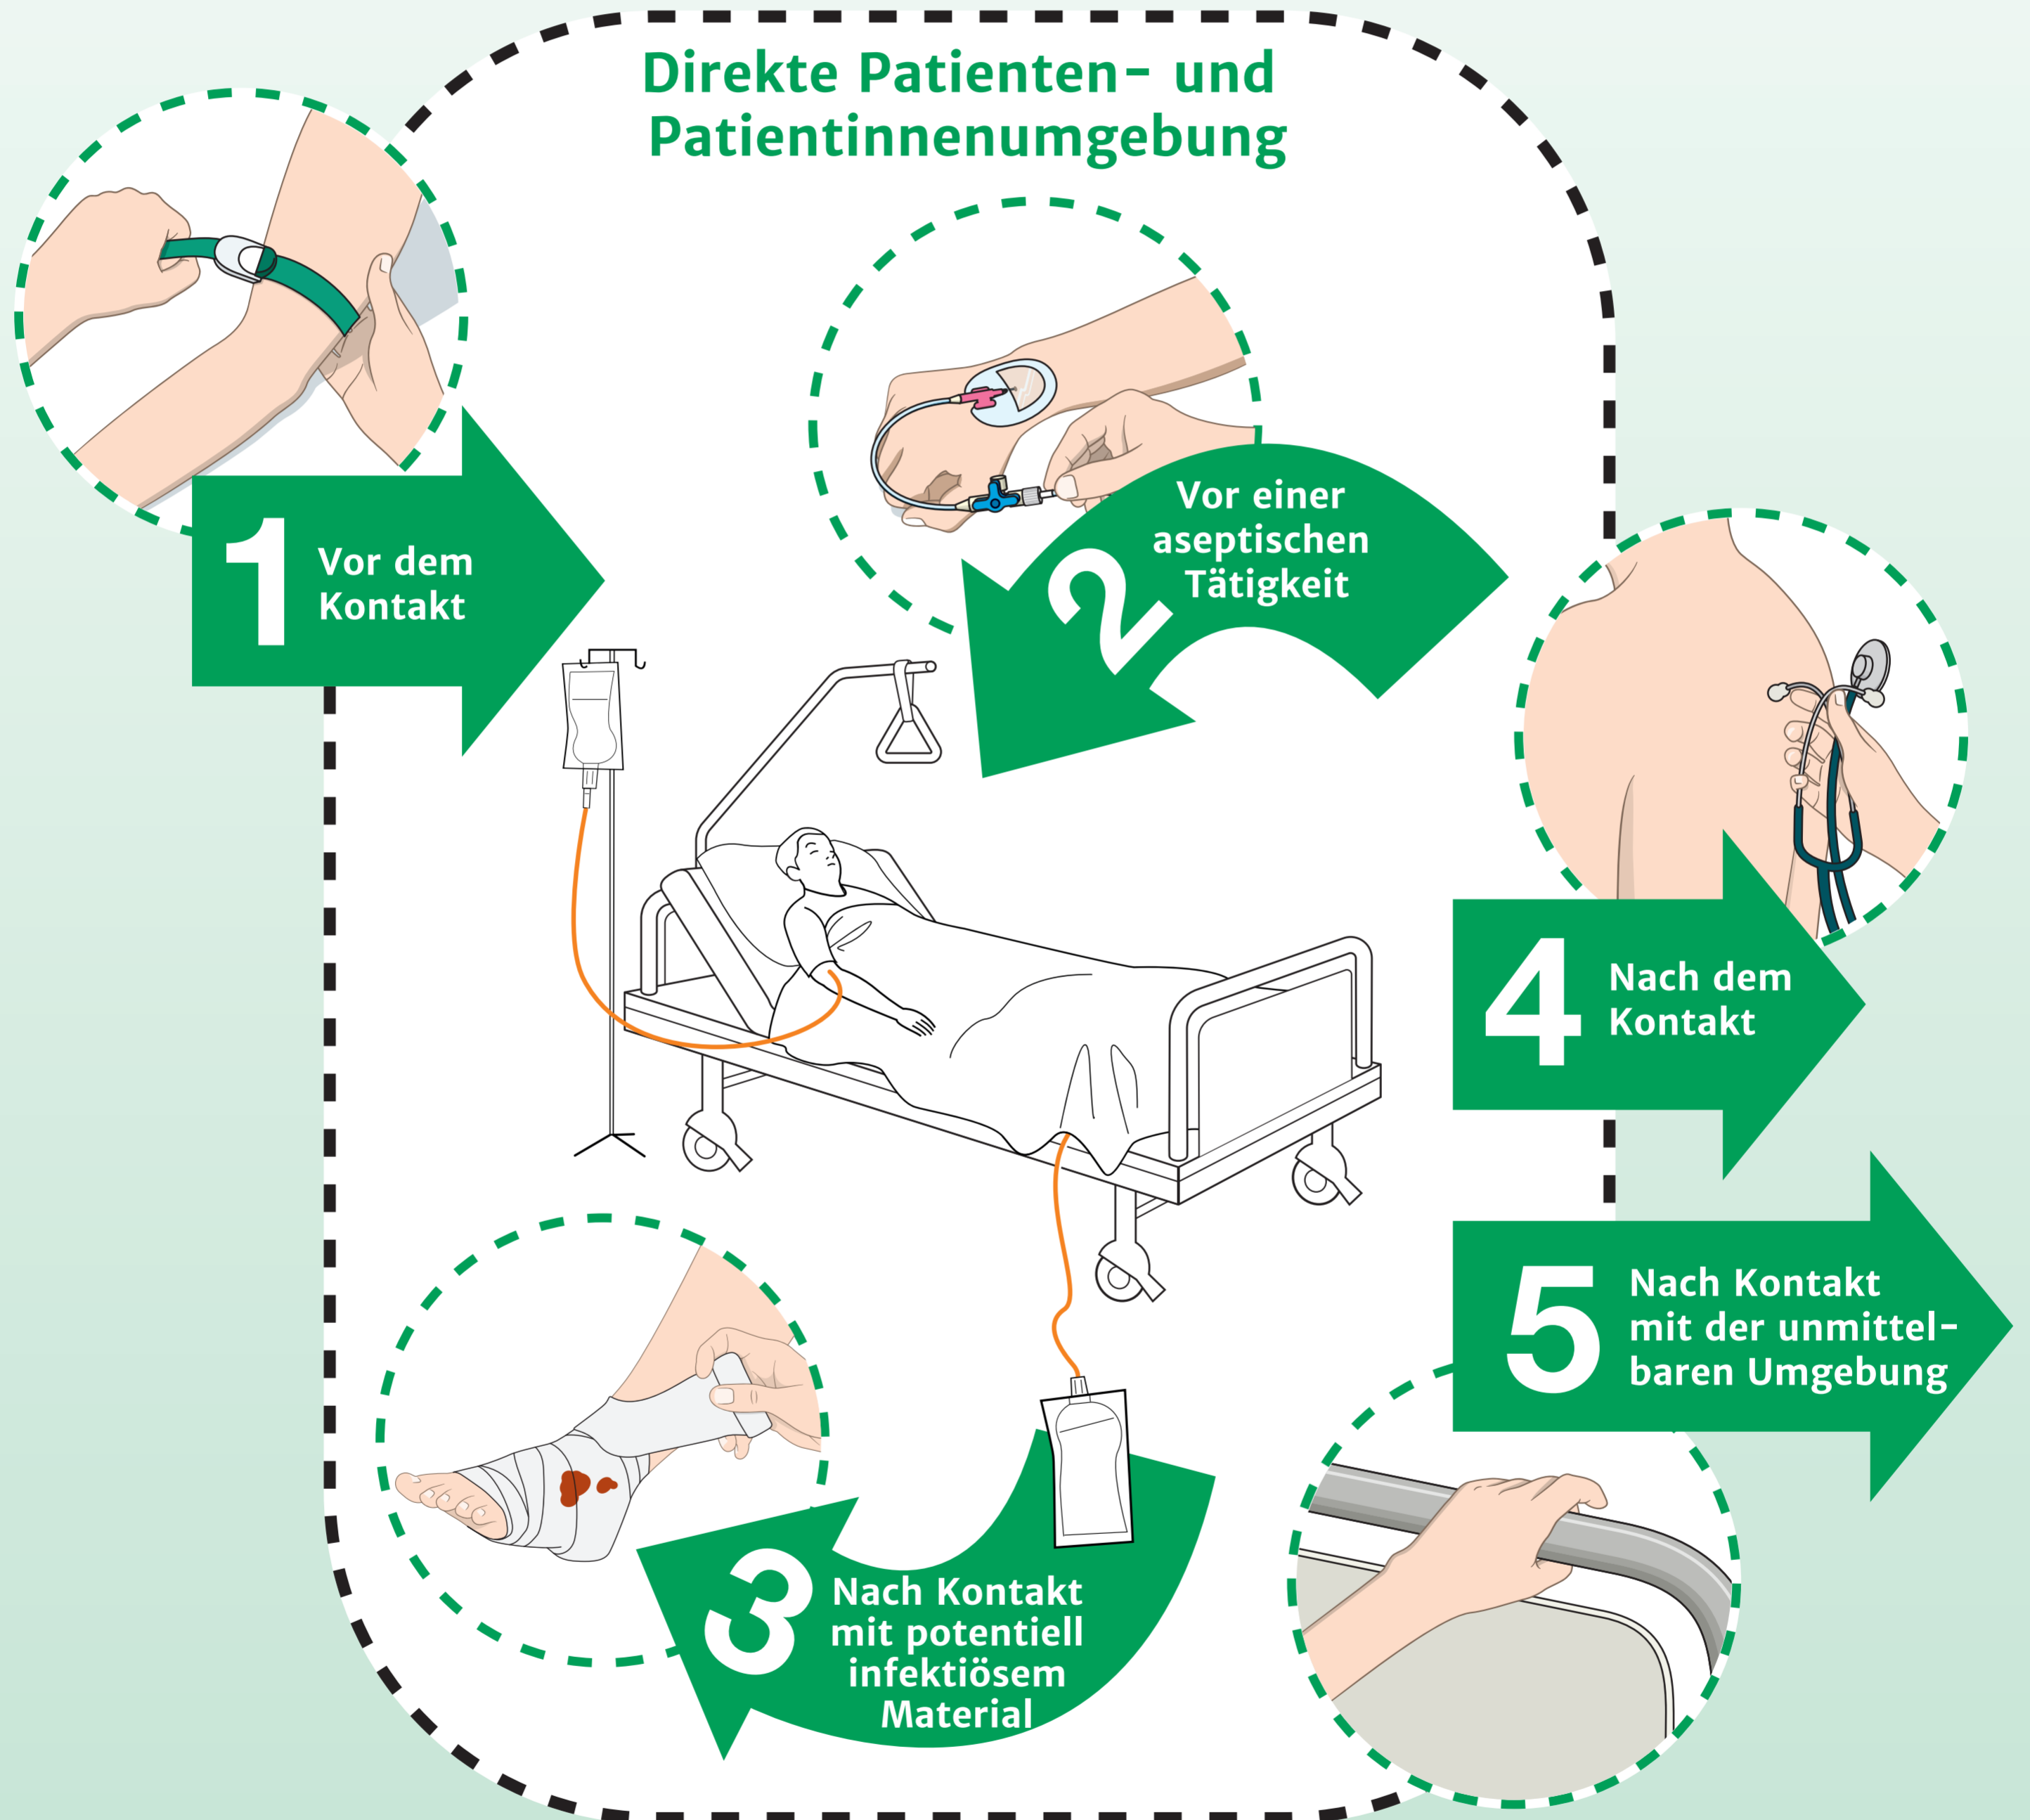 Direkte Patienten- und
Patientinnenumgebung
1
Vor dem
Kontakt
2
Vor einer
aseptischen
Tätigkeit
3
Nach Kontakt
mit potentiell
infektiösem
Material
4
Nach dem
Kontakt
5
Nach Kontakt
mit der unmittel-
baren Umgebung